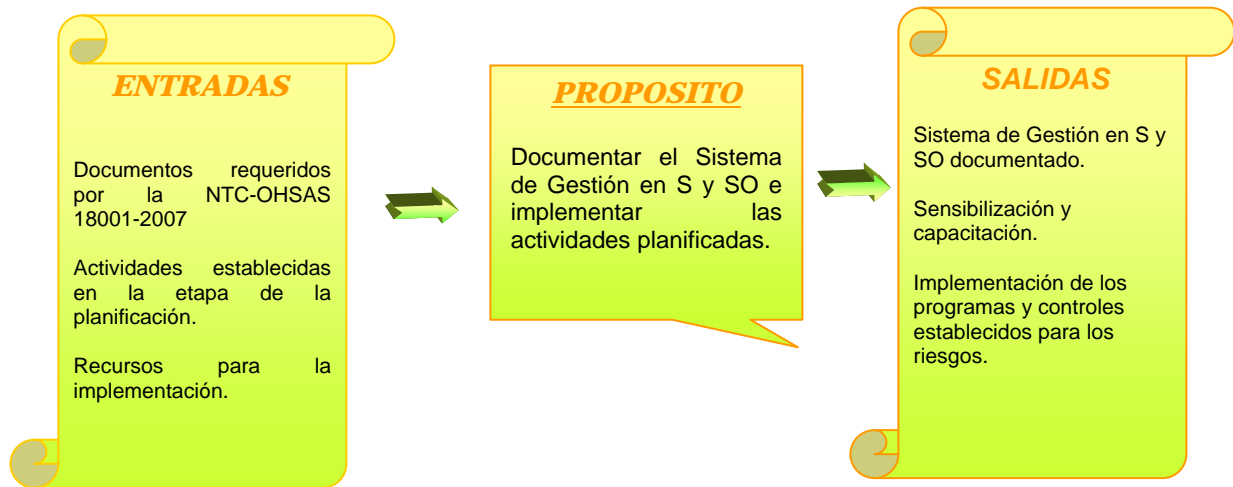 ENTRADAS
Documentos requeridos
por la NTC-OHSAS
18001-2007
Actividades establecidas
en la etapa de la
planificación.
Recursos para la
implementación.
PROPOSITO
Documentar el Sistema
de Gestión en S y SO e
implementar las
actividades planificadas.
SALIDAS
Sistema de Gestión en S y
SO documentado.
Sensibilización y
capacitación.
Implementación de los
programas y controles
establecidos para los
riesgos.